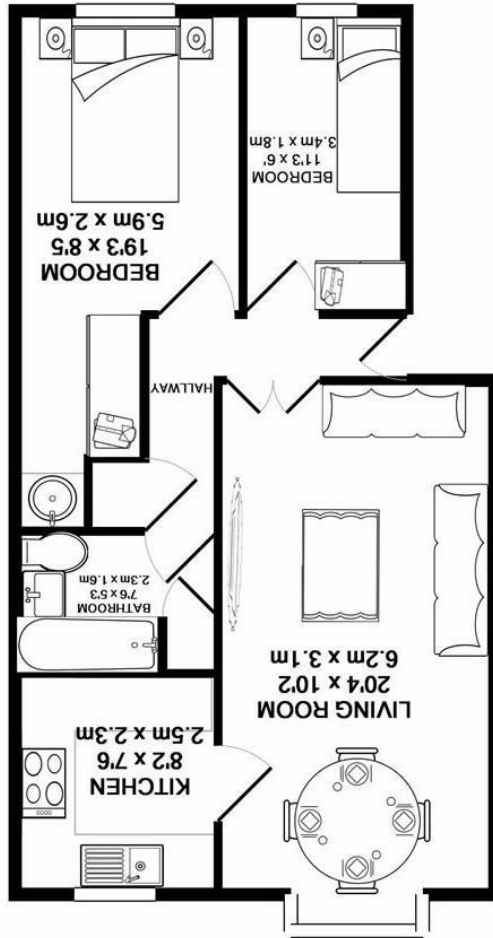 LIVING ROOM
20'4 x 10'2
6.2m x 3.1m
KITCHEN
8'2 x 7'6
2.5m x 2.3m
BATHROOM
7'6 x 5'3
2.3m x 1.6m
HALLWAY
BEDROOM
19'3 x 8'5
5.9m x 2.6m
BEDROOM
11'3 x 6'
3.4m x 1.8m